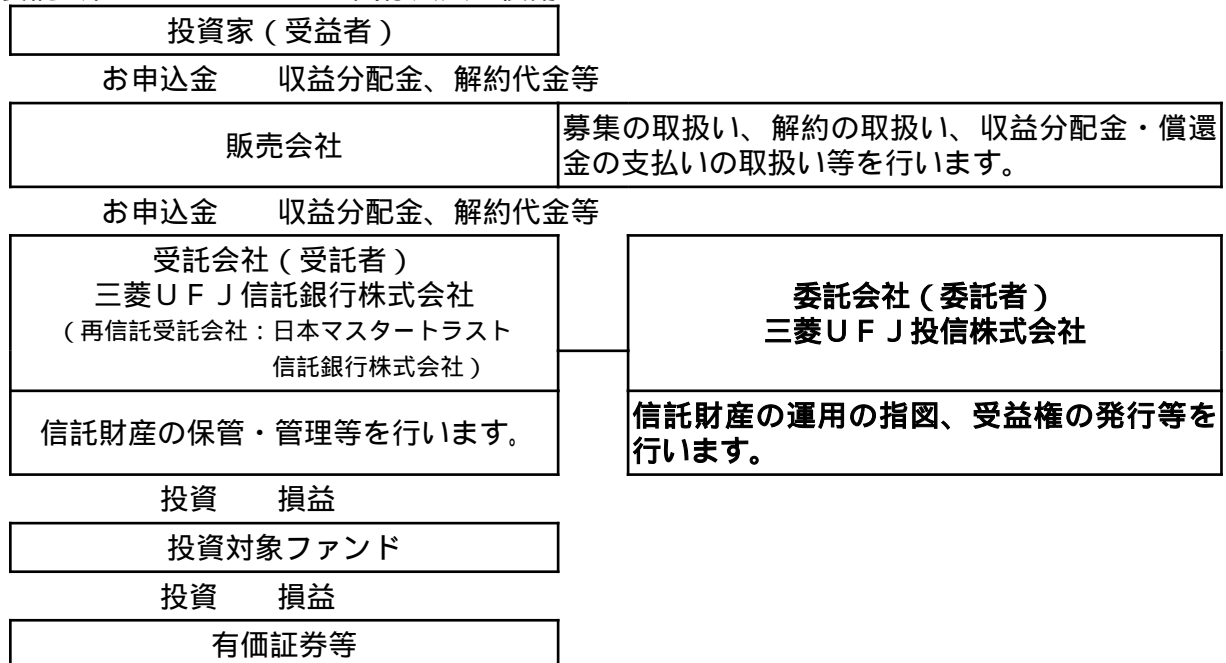 投資家(受益者)
お申込金　　収益分配金、解約代金等
販売会社
募集の取扱い、解約の取扱い、収益分配金・償還
金の支払いの取扱い等を行います。
お申込金　　収益分配金、解約代金等
受託会社(受託者)
三菱UFJ信託銀行株式会社
(再信託受託会社:日本マスタートラスト
信託銀行株式会社)
委託会社(委託者)
三菱UFJ投信株式会社
信託財産の保管・管理等を行います。
信託財産の運用の指図、受益権の発行等を
行います。
投資　　損益
投資対象ファンド
投資　　損益
有価証券等